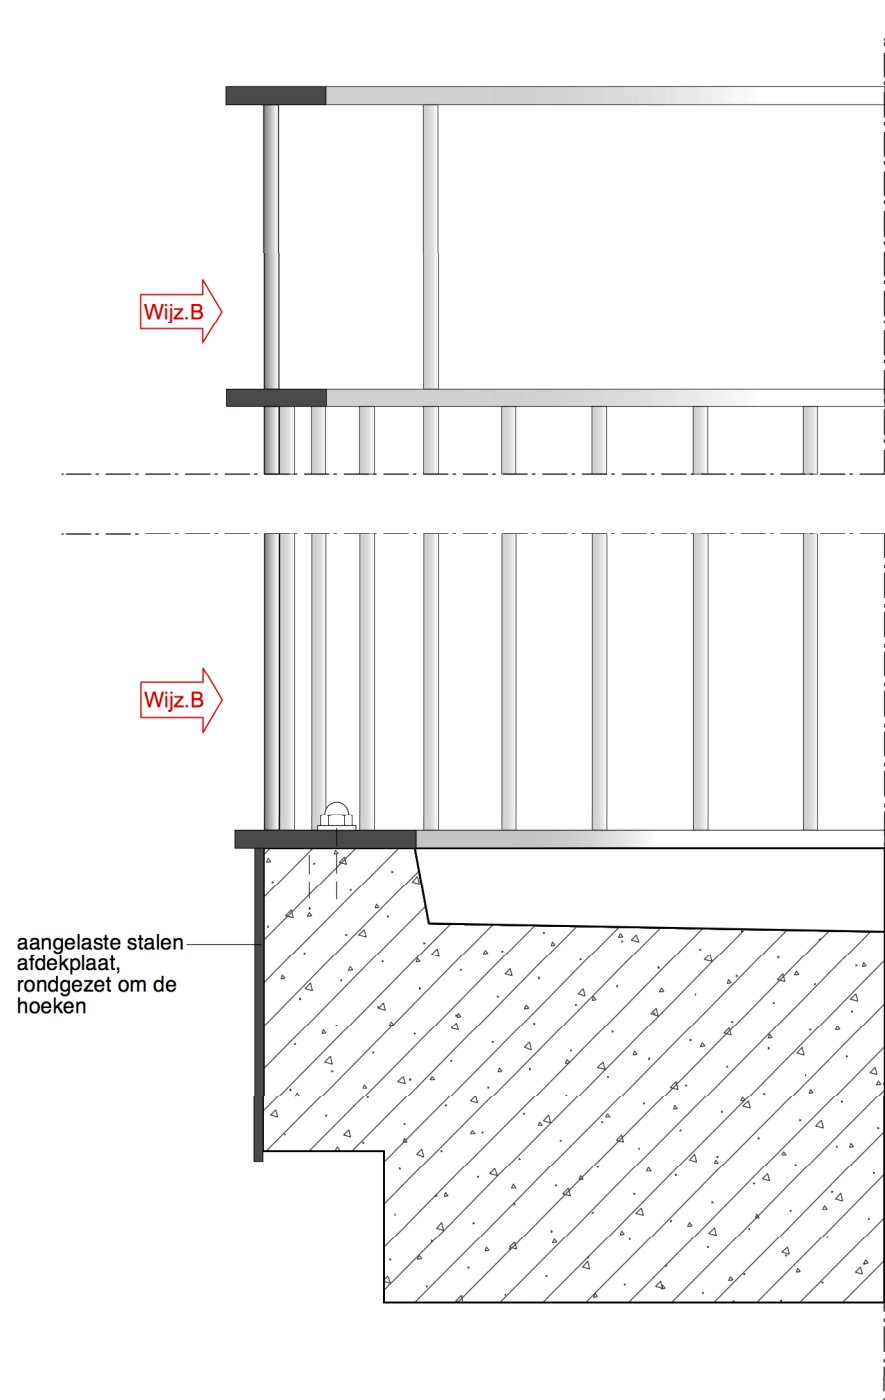 Wijz.B
Wijz.B
aangelaste stalen
afdekplaat,
rondgezet om de
hoeken